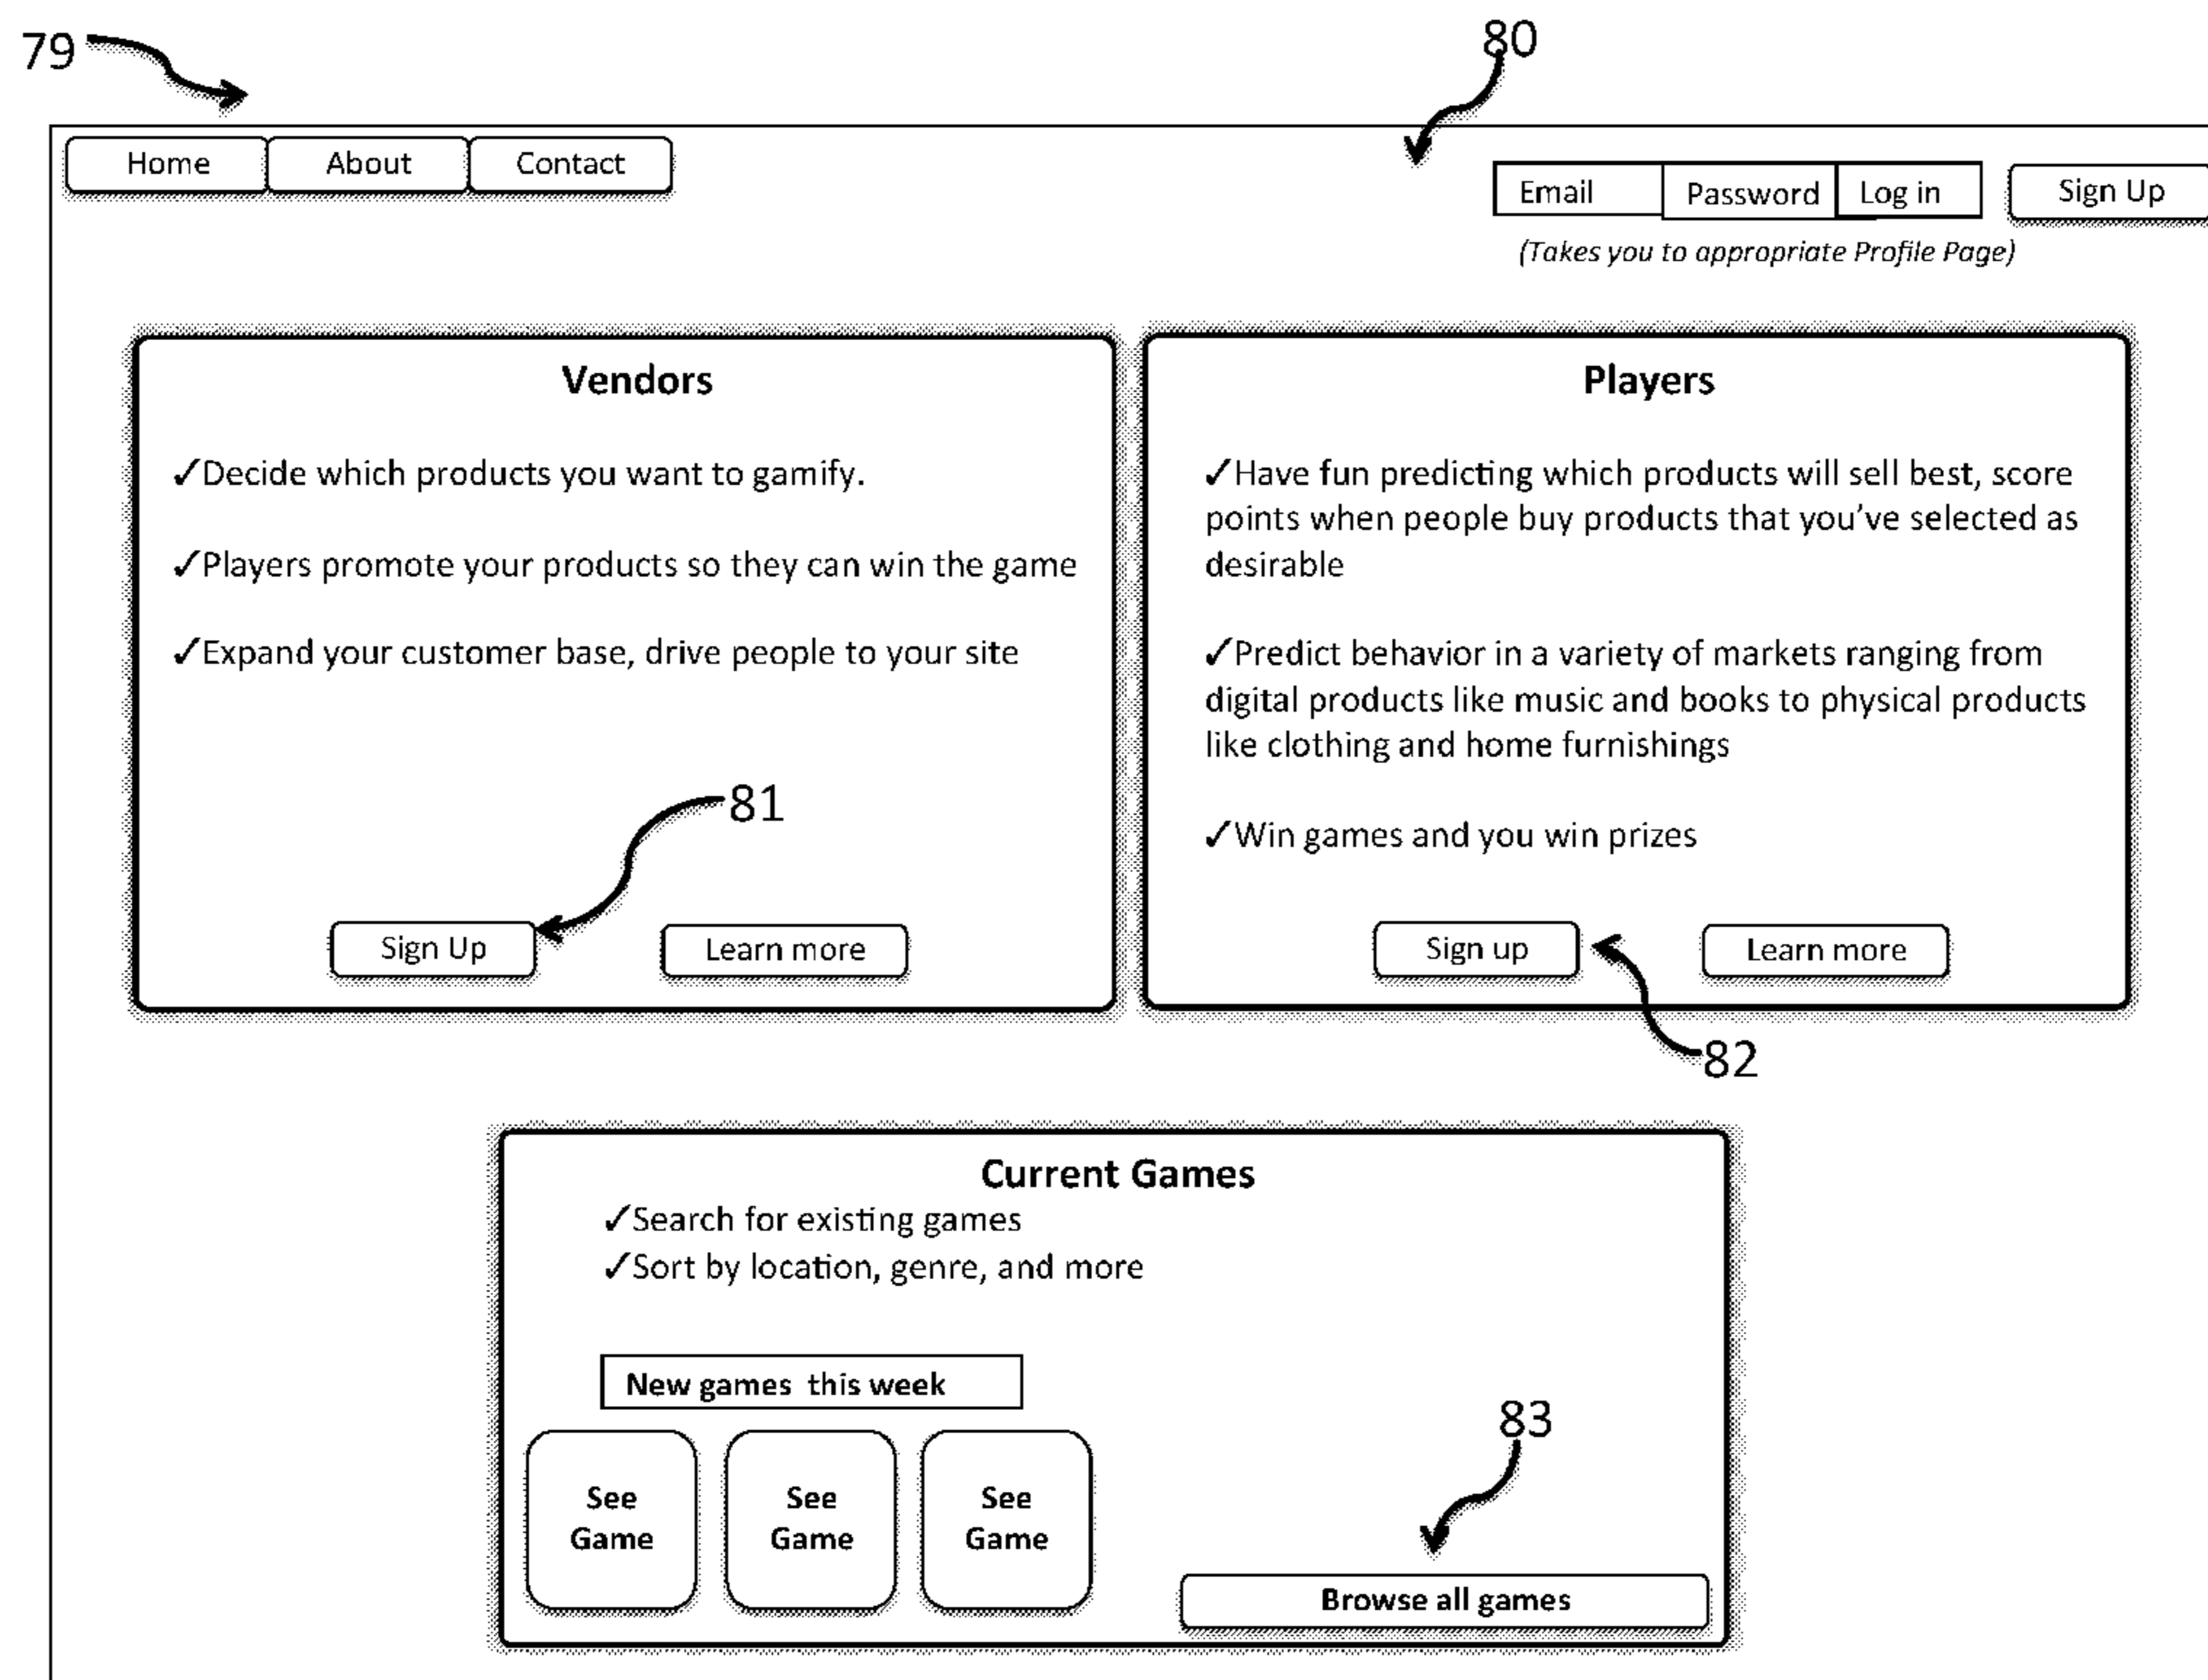 79
80
Home About Contact
Email Password Log in Sign Up
(Takes you to appropriate Profile Page)
Vendors
✓Decide which products you want to gamify.
✓Players promote your products so they can win the game
✓Expand your customer base, drive people to your site
81
Sign Up Learn more
Players
✓Have fun predicting which products will sell best, score
points when people buy products that you've selected as
desirable
✓Predict behavior in a variety of markets ranging from
digital products like music and books to physical products
like clothing and home furnishings
✓Win games and you win prizes
Sign up Learn more
82
Current Games
✓Search for existing games
✓Sort by location, genre, and more
New games this week
83
See
Game
See
Game
See
Game
Browse all games